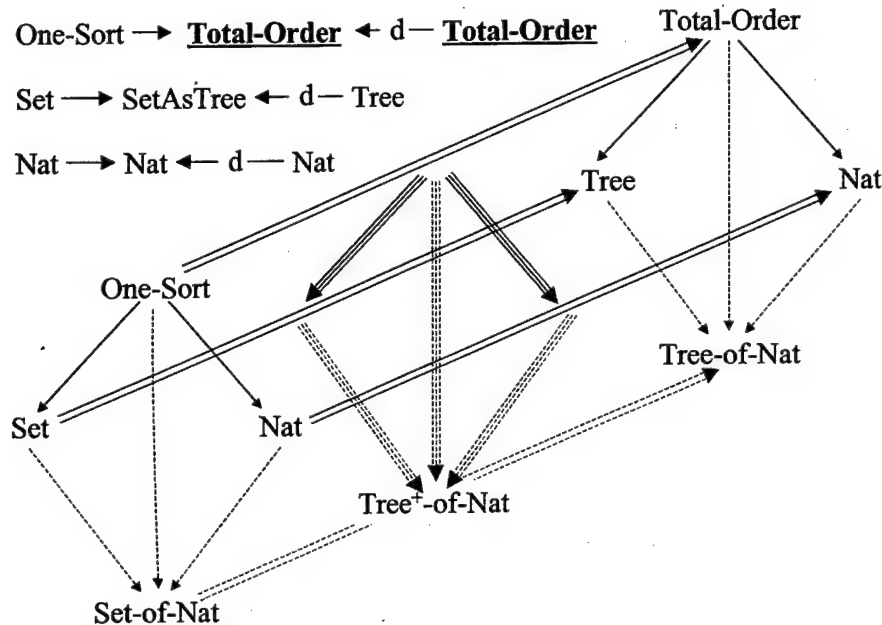 One-Sort Total-Order d Total-Order
Set SetAsTree d Tree
Nat Nat d Nat
Total-Order
Tree
Nat
One-Sort
Tree-of-Nat
Set
Nat
Tree⁺-of-Nat
Set-of-Nat